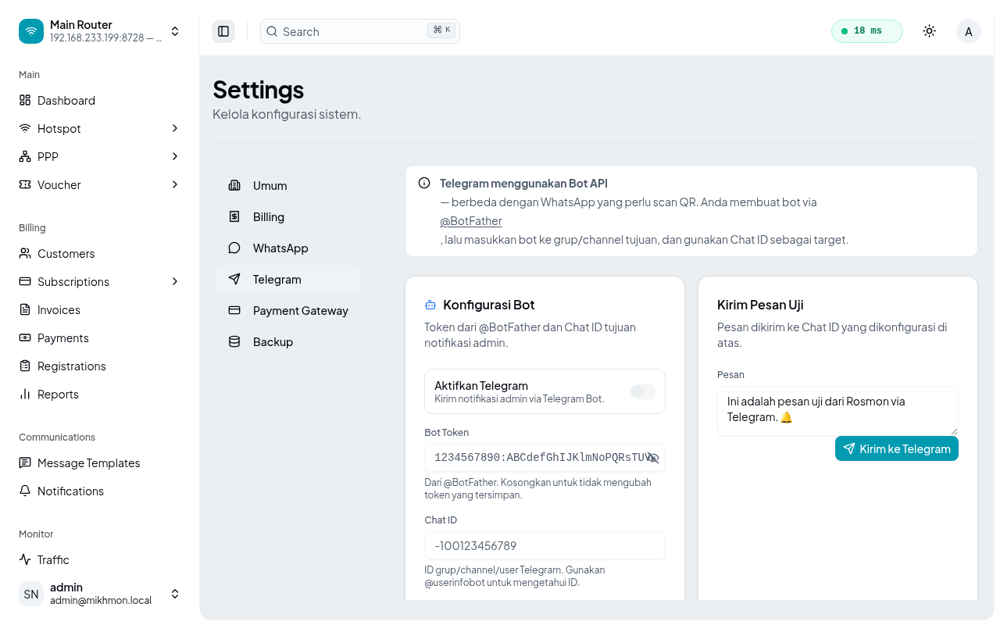 Main Router
192.168.233.199:8728 — ...
Search
⌘ K
18 ms
A
Main
Dashboard
Hotspot
PPP
Voucher
Billing
Customers
Subscriptions
Invoices
Payments
Registrations
Reports
Communications
Message Templates
Notifications
Monitor
Traffic
SN
admin
admin@mikhmon.local
Settings
Kelola konfigurasi sistem.
Umum
Billing
WhatsApp
Telegram
Payment Gateway
Backup
Telegram menggunakan Bot API
— berbeda dengan WhatsApp yang perlu scan QR. Anda membuat bot via
@BotFather
, lalu masukkan bot ke grup/channel tujuan, dan gunakan Chat ID sebagai target.
Konfigurasi Bot
Token dari @BotFather dan Chat ID tujuan
notifikasi admin.
Aktifkan Telegram
Kirim notifikasi admin via Telegram Bot.
Bot Token
1234567890:ABCdefGhIJKlmNoPQRsTUV
Dari @BotFather. Kosongkan untuk tidak mengubah
token yang tersimpan.
Chat ID
-100123456789
ID grup/channel/user Telegram. Gunakan
@userinfobot untuk mengetahui ID.
Kirim Pesan Uji
Pesan dikirim ke Chat ID yang dikonfigurasi di
atas.
Pesan
Ini adalah pesan uji dari Rosmon via
Telegram. 🔔
Kirim ke Telegram